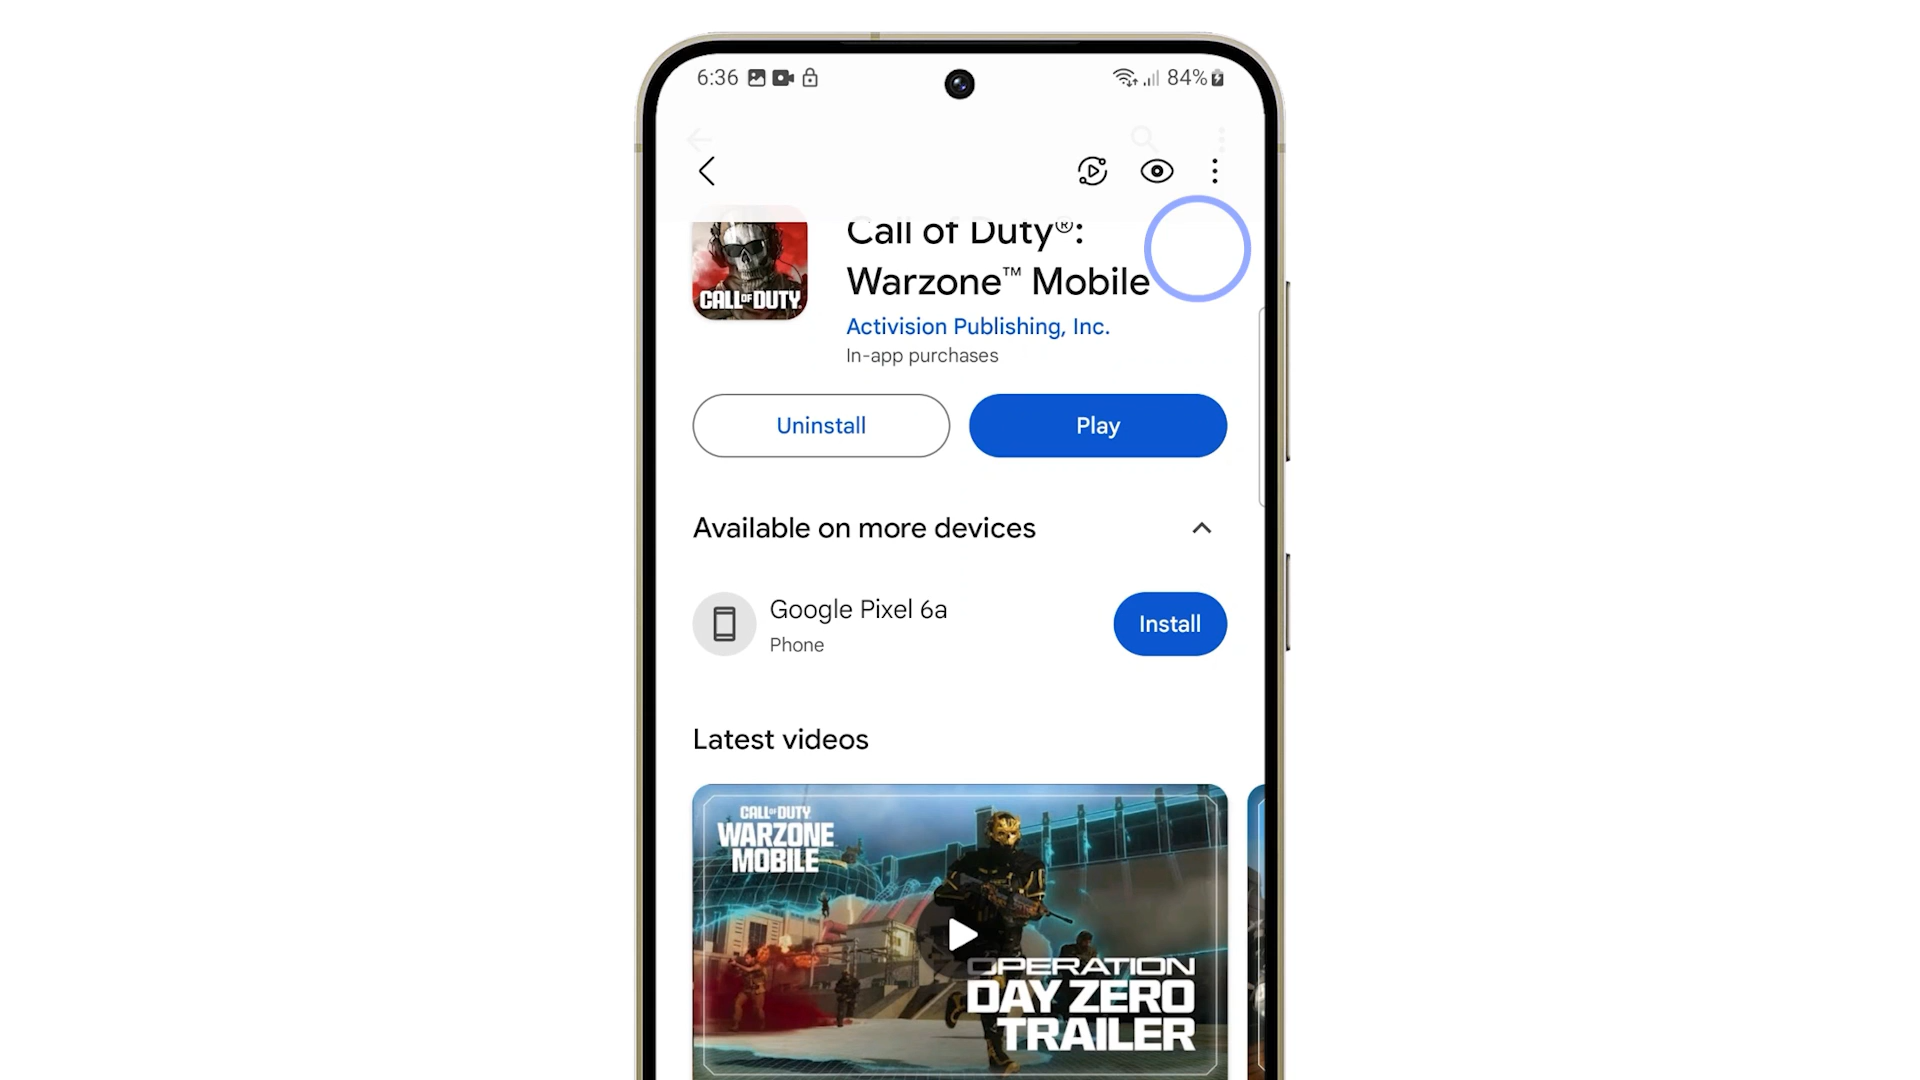 6:36
84%
Call of Duty®:
Warzone™ Mobile
CALL OF DUTY
Activision Publishing, Inc.
In-app purchases
Uninstall
Play
Available on more devices
Google Pixel 6a
Phone
Install
Latest videos
CALL OF DUTY
WARZONE
MOBILE
OPERATION
DAY ZERO
TRAILER